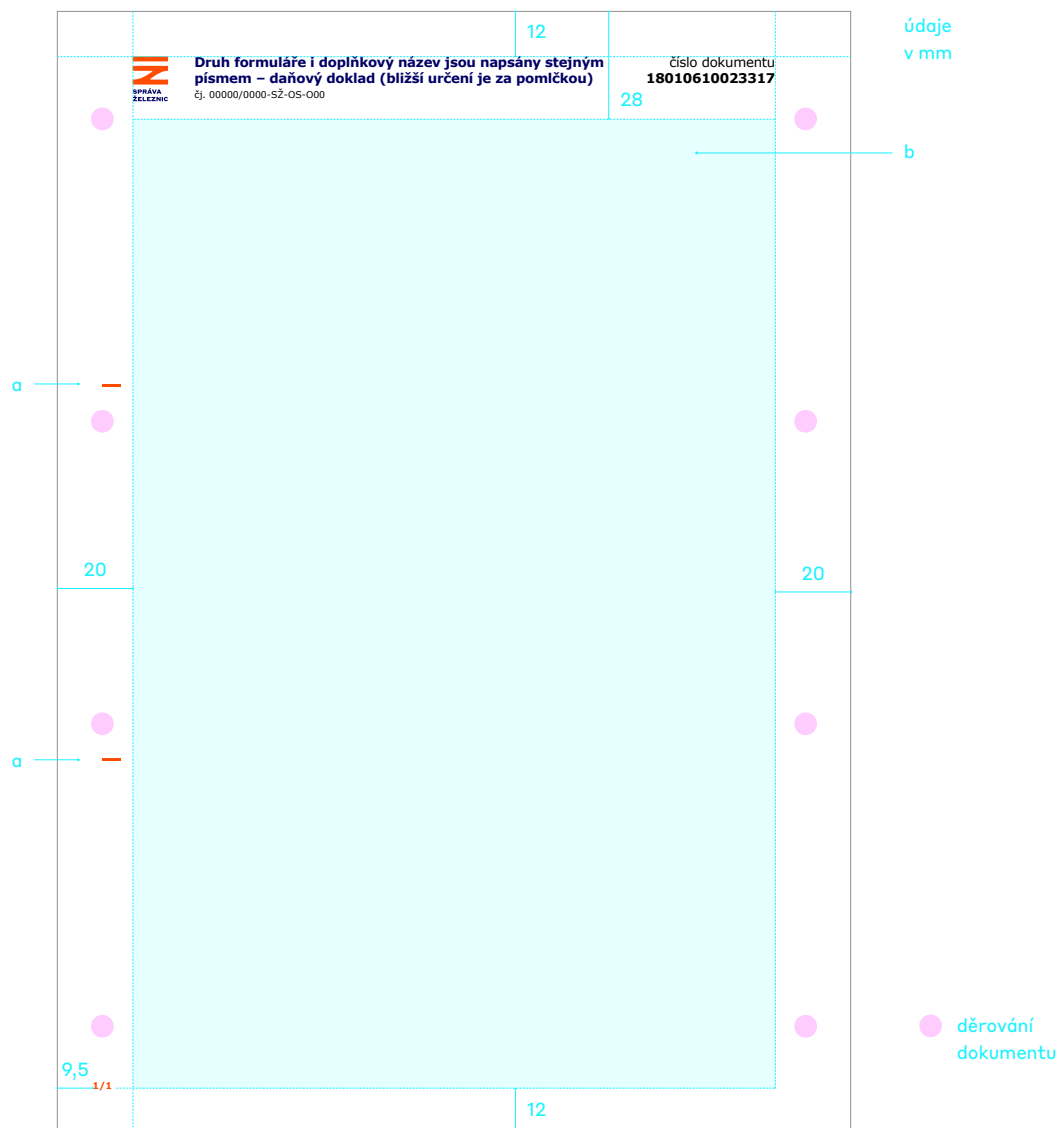 12
údaje
v mm
SPRÁVA
ŽELEZNIC
Druh formuláře i doplňkový název jsou napsány stejným
písmem – daňový doklad (bližší určení je za pomlčkou)
čj. 00000/0000-SŽ-OS-O00
číslo dokumentu
18010610023317
28
b
a
20
20
a
děrování
dokumentu
9,5
1/1
12